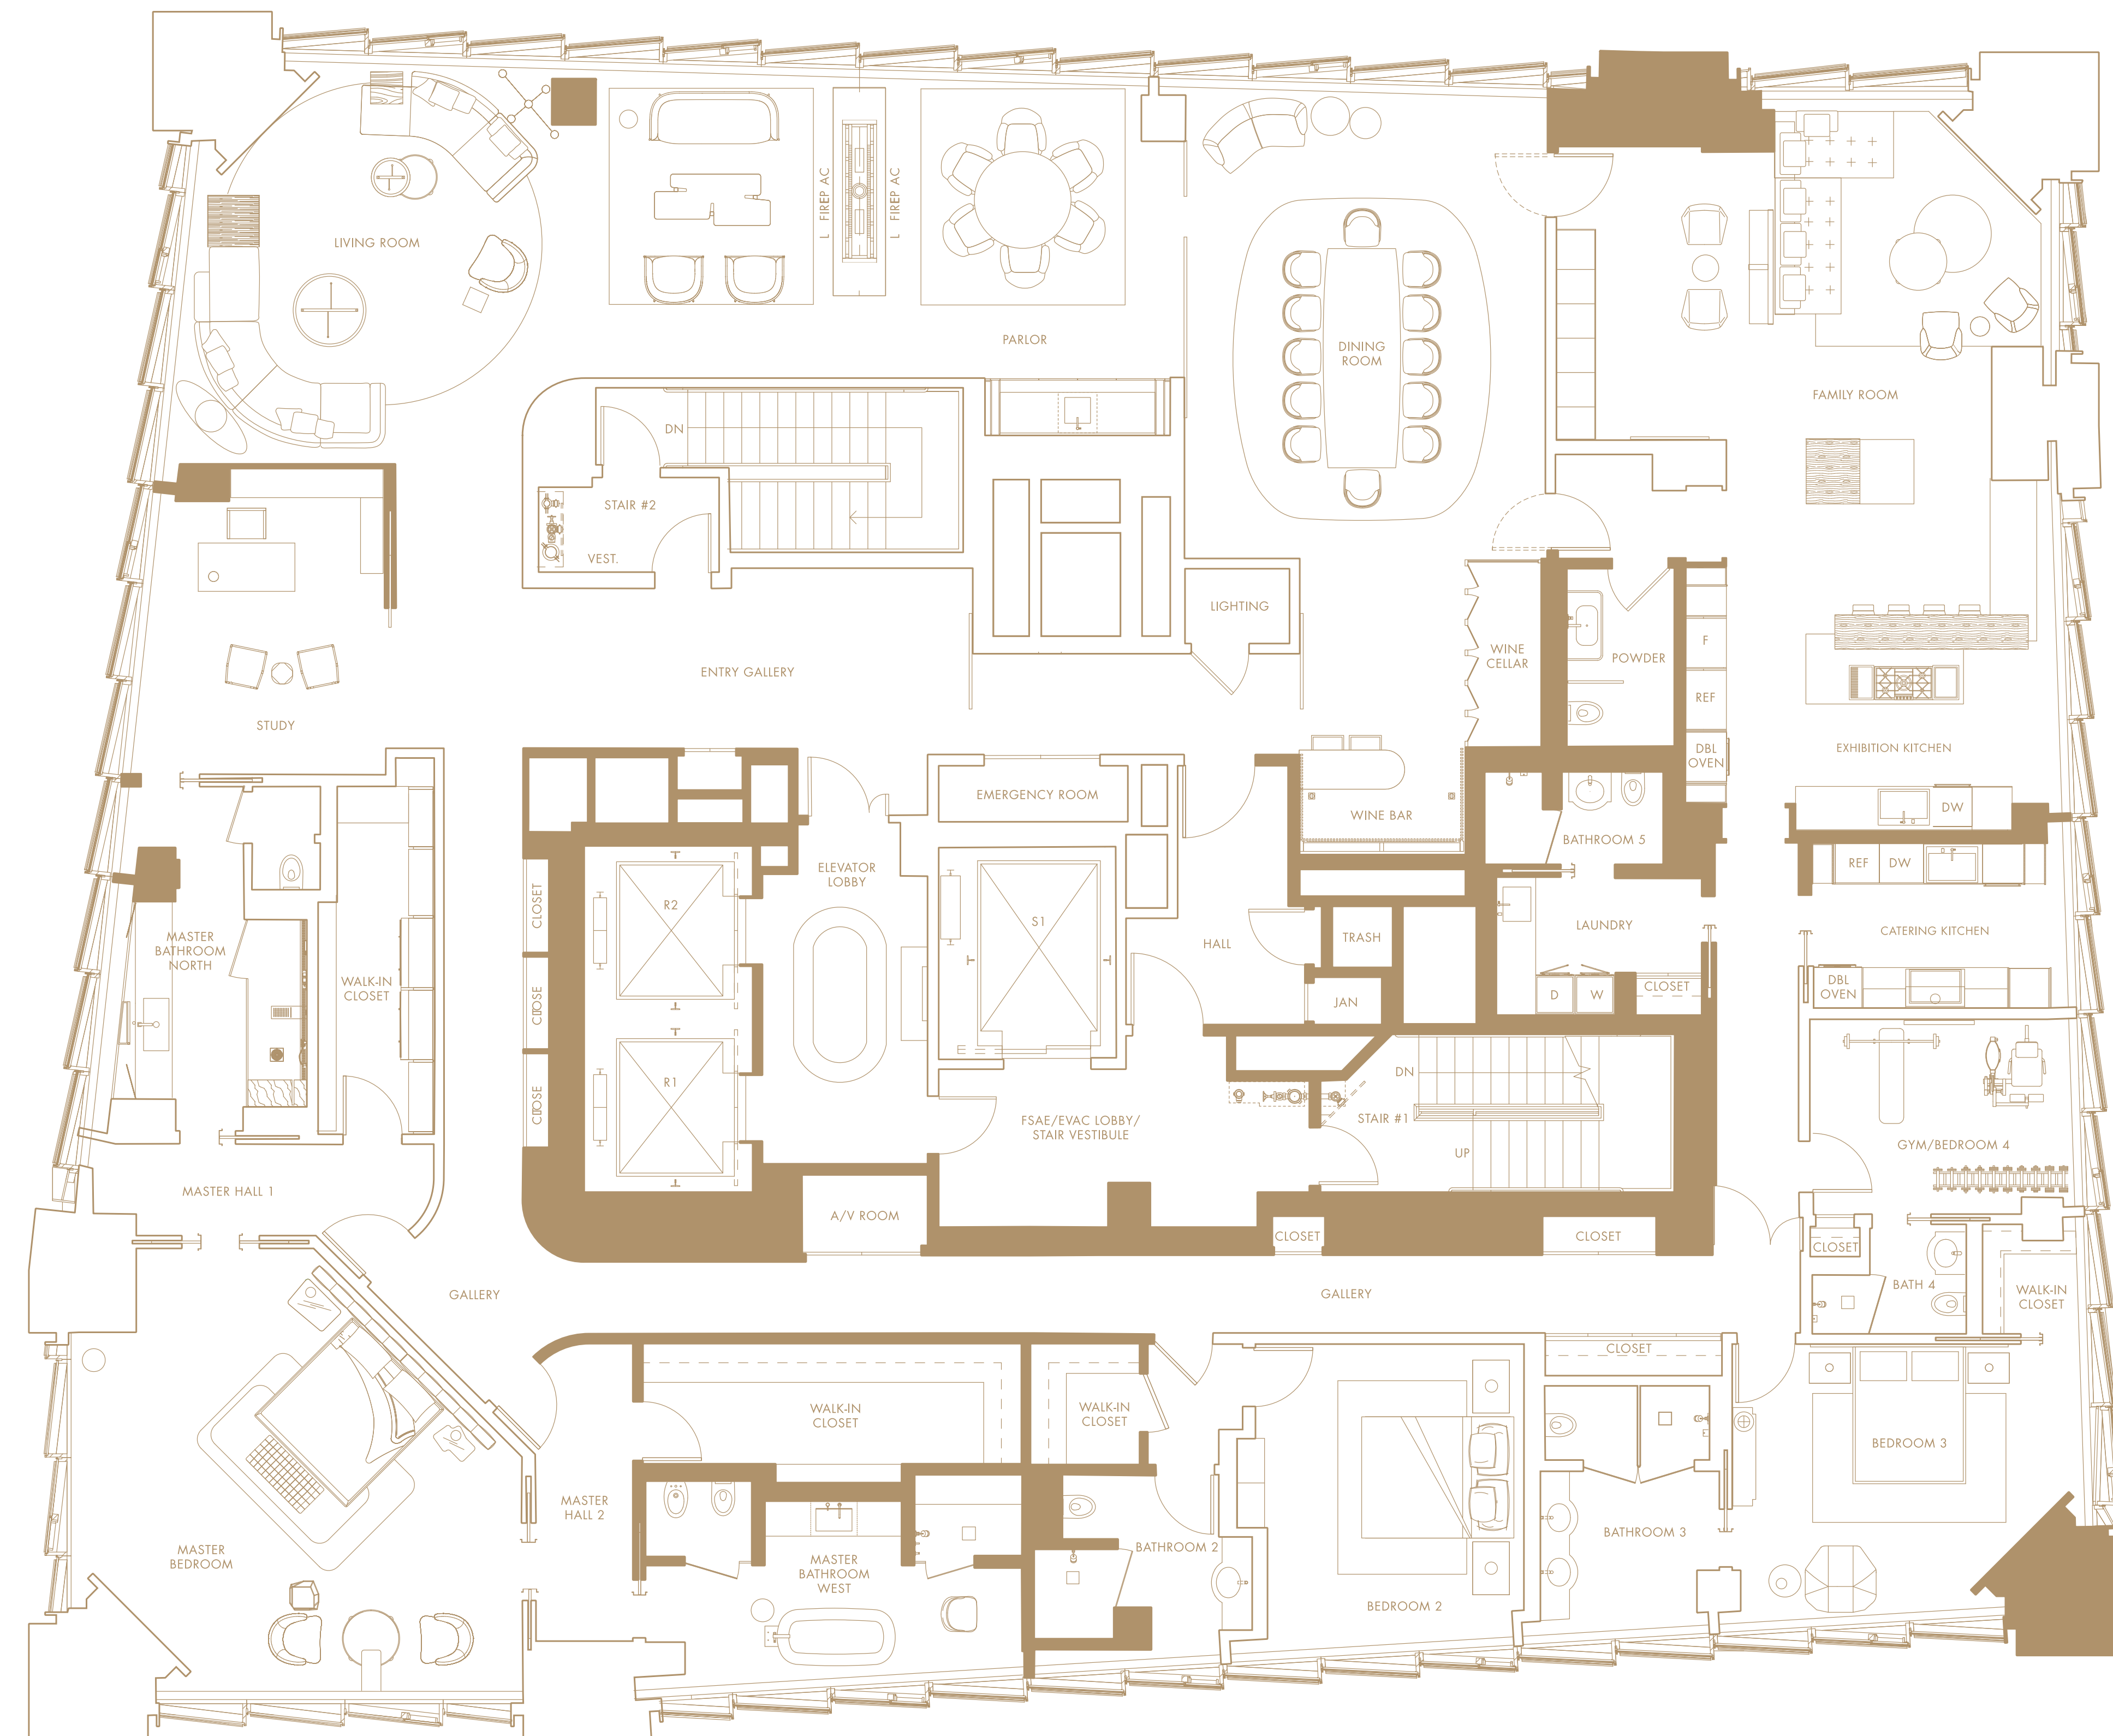 LIVING ROOM
L FIREP AC
L FIREP AC
PARLOR
DINING
ROOM
FAMILY ROOM
DN
STAIR #2
VEST.
LIGHTING
ENTRY GALLERY
WINE
CELLAR
POWDER
F
REF
DBL
OVEN
STUDY
EXHIBITION KITCHEN
EMERGENCY ROOM
WINE BAR
DW
BATHROOM 5
ELEVATOR
LOBBY
REF
DW
CLOSET
R2
S1
LAUNDRY
CATERING KITCHEN
MASTER
BATHROOM
NORTH
HALL
TRASH
WALK-IN
CLOSET
CLOSE
JAN
D
W
CLOSET
DBL
OVEN
R1
CLOSE
DN
STAIR #1
UP
FSAE/EVAC LOBBY/
STAIR VESTIBULE
GYM/BEDROOM 4
MASTER HALL 1
A/V ROOM
CLOSET
CLOSET
CLOSET
BATH 4
WALK-IN
CLOSET
GALLERY
GALLERY
CLOSET
WALK-IN
CLOSET
WALK-IN
CLOSET
BEDROOM 3
MASTER
HALL 2
BATHROOM 3
MASTER
BEDROOM
MASTER
BATHROOM
WEST
BATHROOM 2
BEDROOM 2